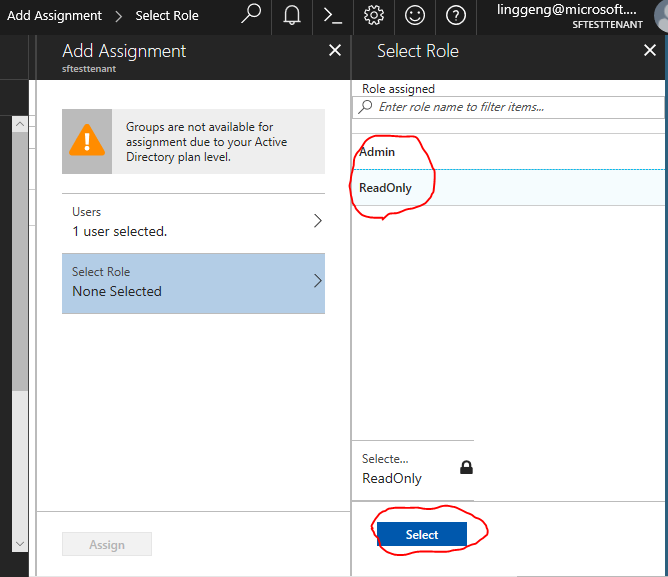 Add Assignment > Select Role
linggeng@microsoft....
SFTESTTENANT
Add Assignment
sftesttenant
Groups are not available for
assignment due to your Active
Directory plan level.
Users
1 user selected.
Select Role
None Selected
Assign
Select Role
Role assigned
Enter role name to filter items...
Admin
ReadOnly
Selecte...
ReadOnly
Select